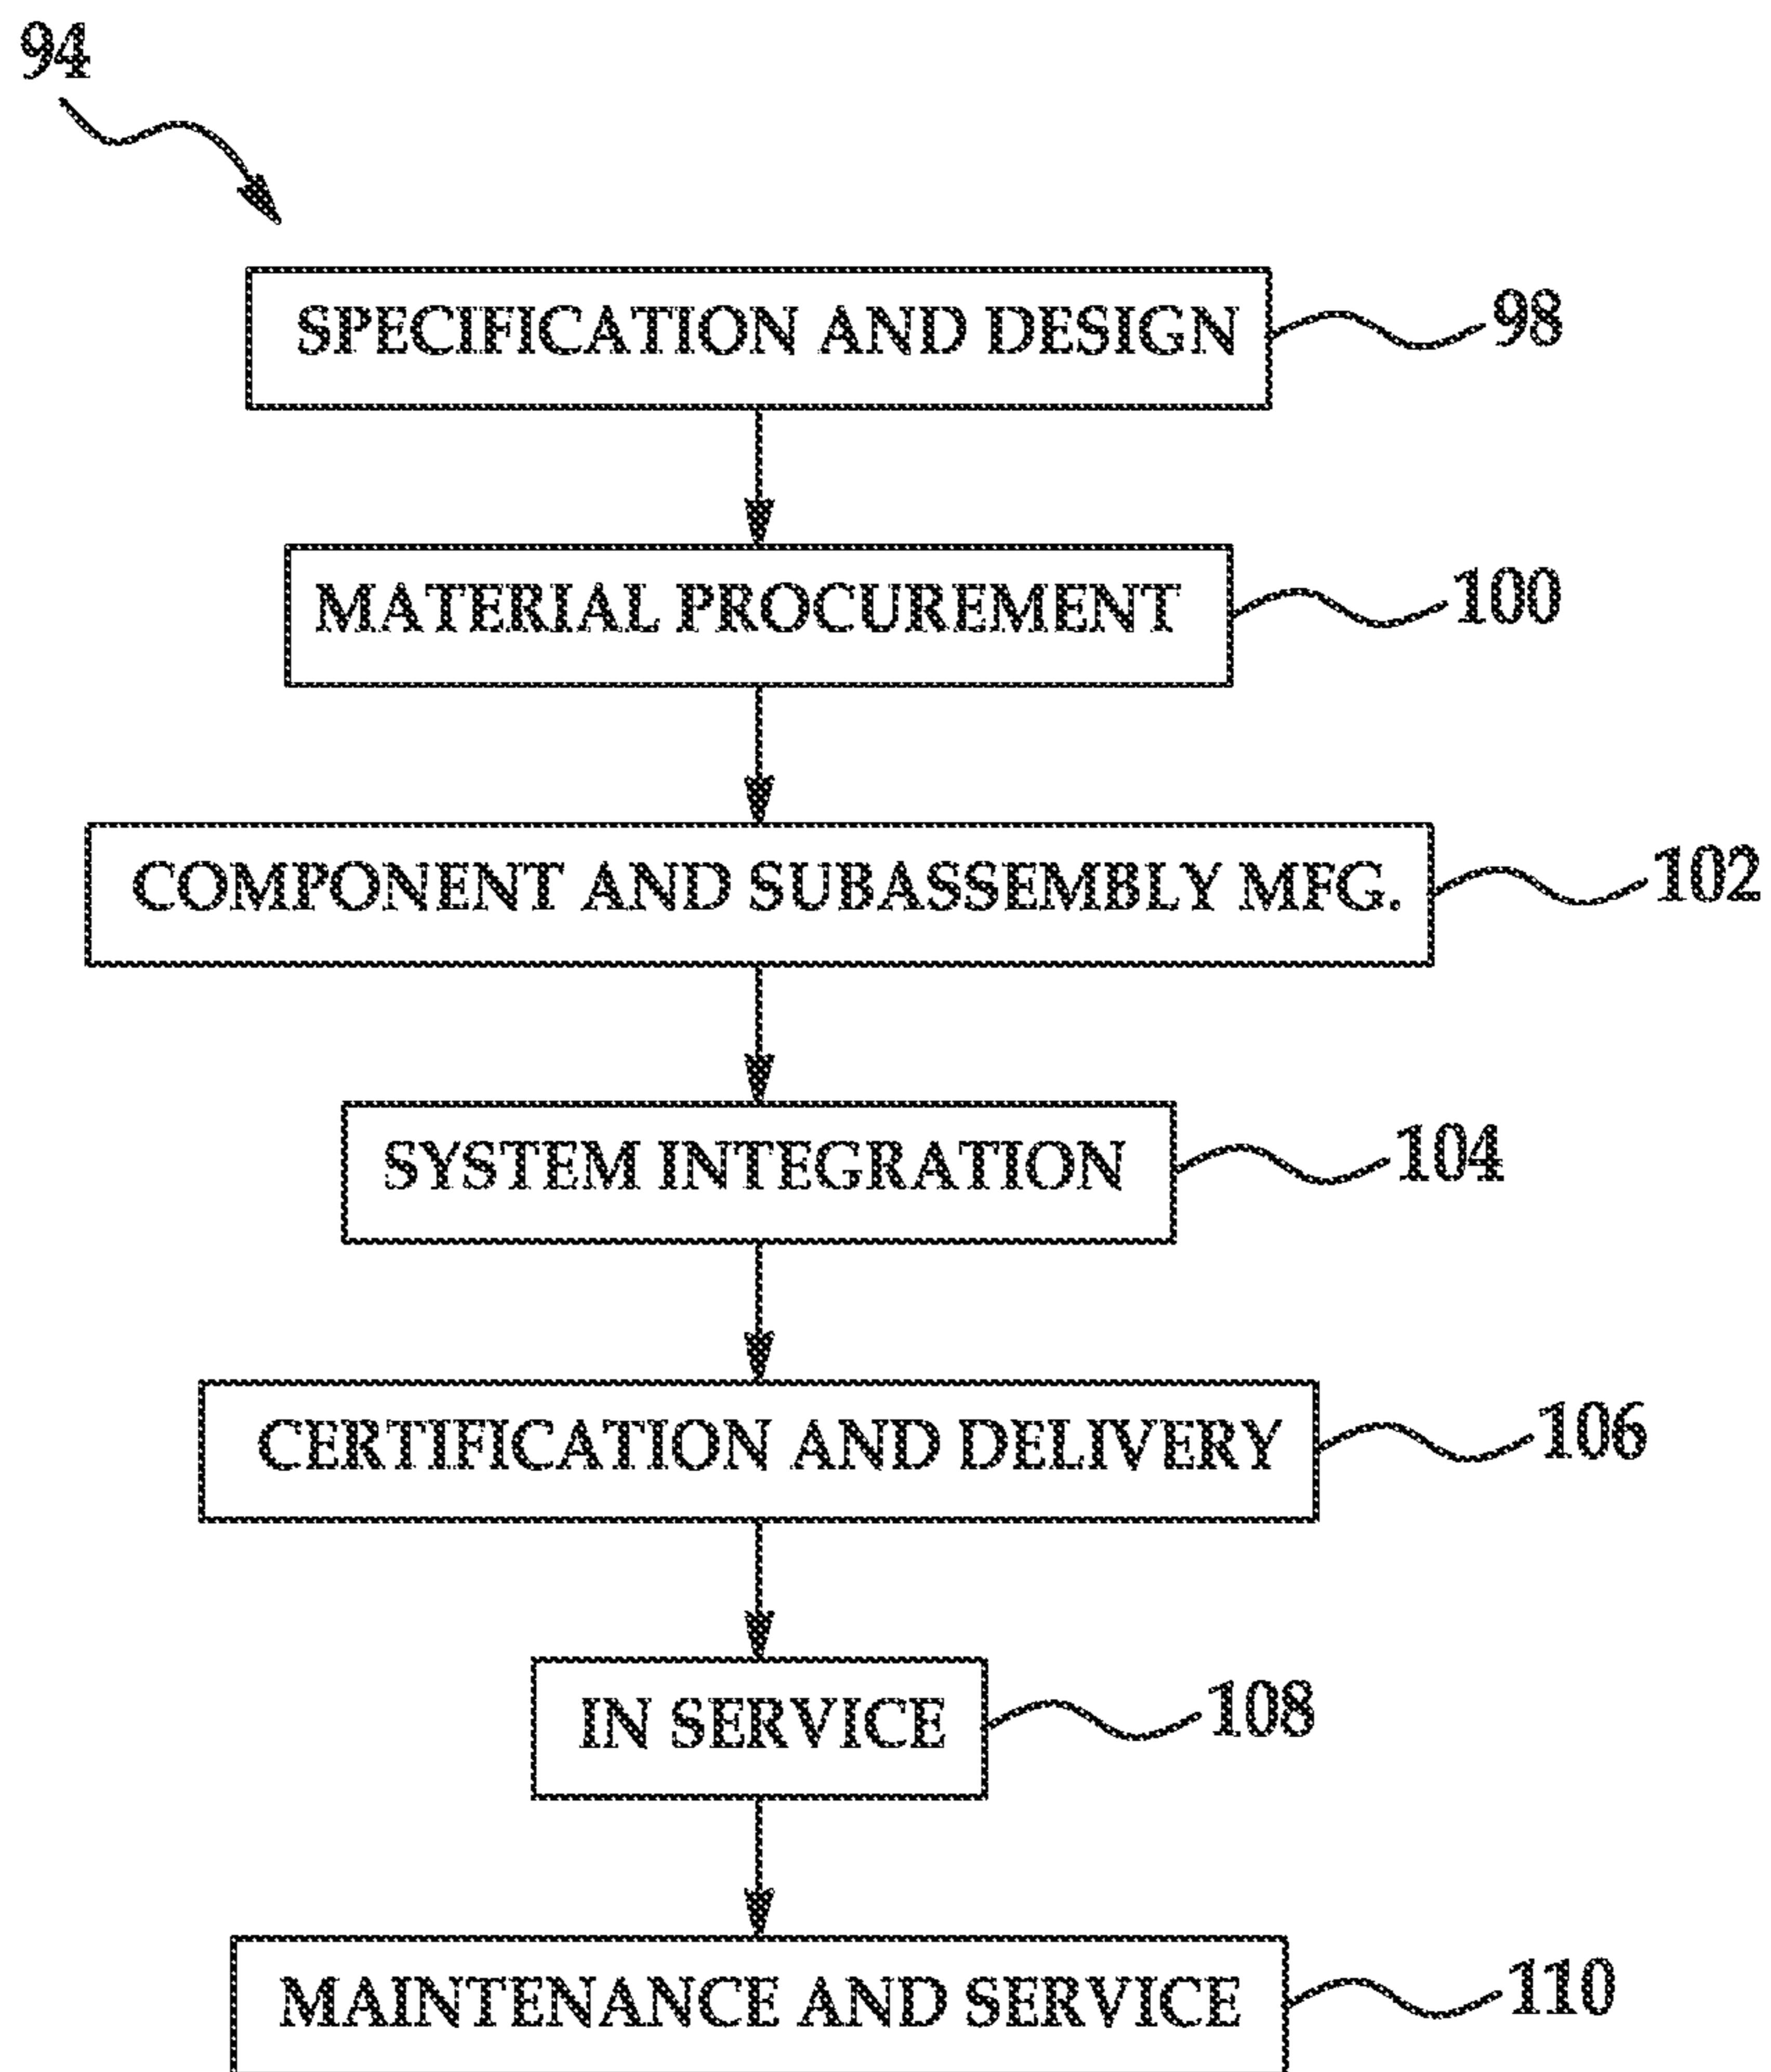 94
SPECIFICATION AND DESIGN 98
MATERIAL PROCUREMENT 100
COMPONENT AND SUBASSEMBLY MFG. 102
SYSTEM INTEGRATION 104
CERTIFICATION AND DELIVERY 106
IN SERVICE 108
MAINTENANCE AND SERVICE 110